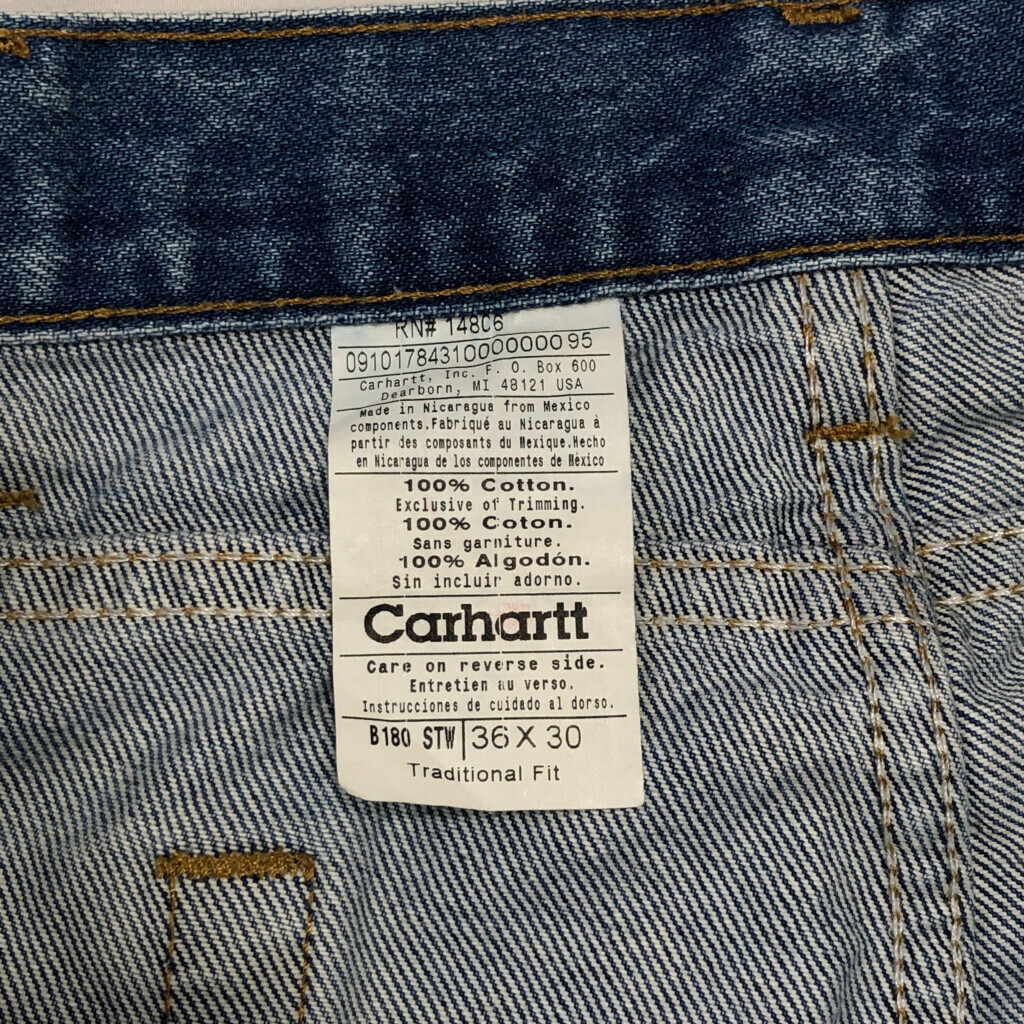 RN# 14806
0910178431000000000 95
Carhartt, Inc. P. O. Box 600
Dearborn, MI 48121 USA
Made in Nicaragua from Mexico
components.Fabriqué au Nicaragua à
partir des composants du Mexique.Hecho
en Nicaragua de los componentes de México
100% Cotton.
Exclusive of Trimming.
100% Coton.
Sans garniture.
100% Algodón.
Sin incluir adorno.
Carhartt
Care on reverse side.
Entretien au verso.
Instrucciones de cuidado al dorso.
B180 STW 36 X 30
Traditional Fit